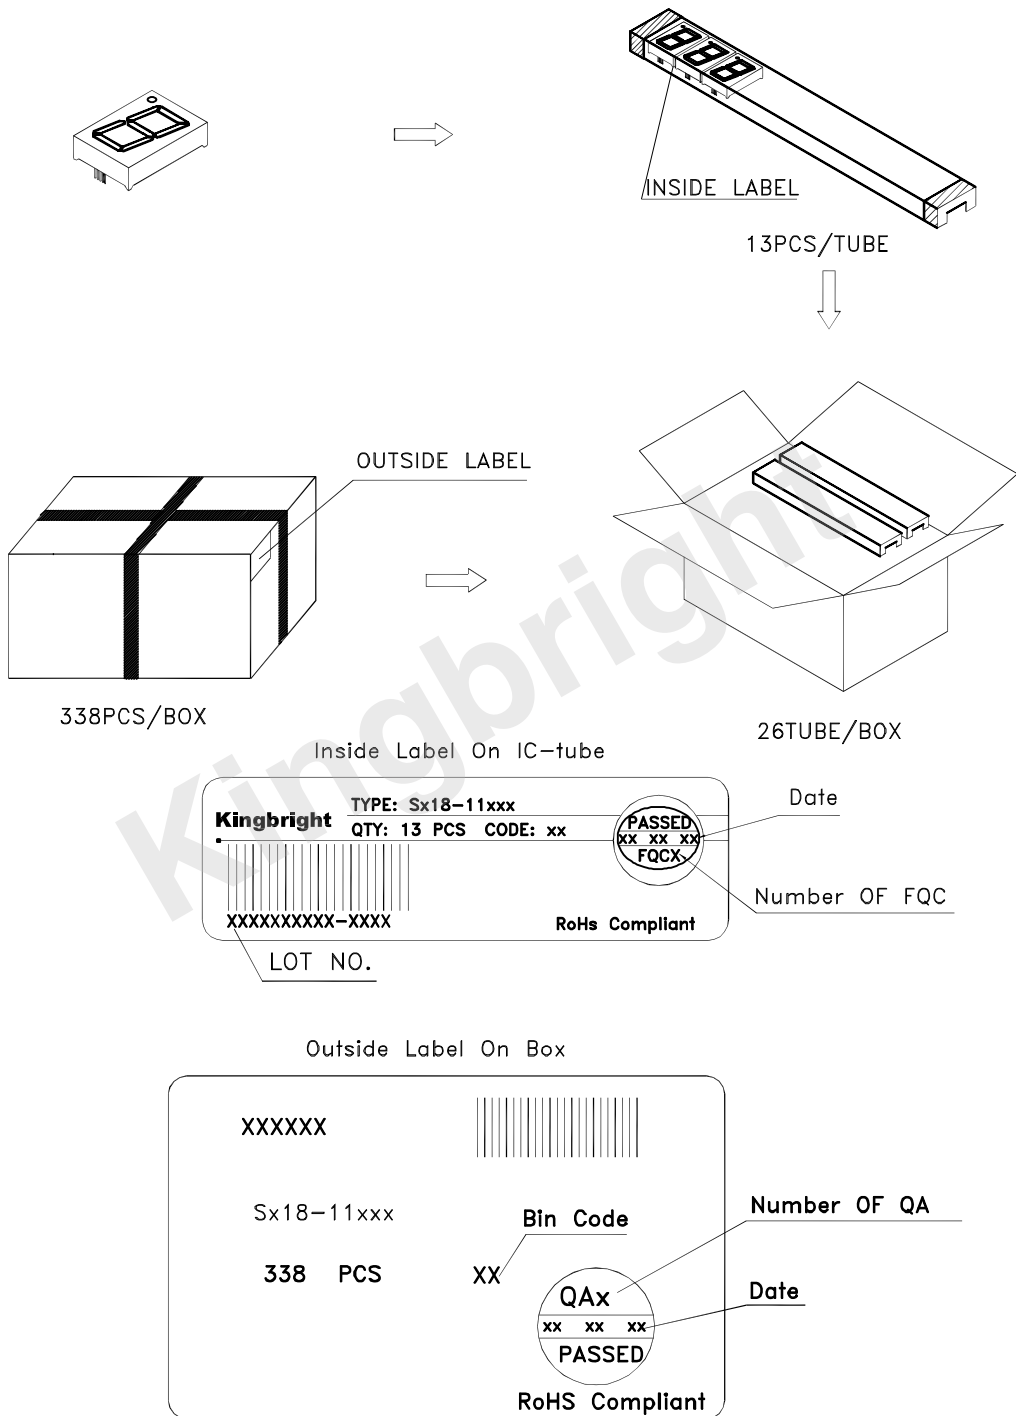 INSIDE LABEL
13PCS/TUBE
OUTSIDE LABEL
338PCS/BOX
26TUBE/BOX
Kingbright
Inside Label On IC-tube
Kingbright
TYPE: Sx18-11xxx
QTY: 13 PCS CODE: xx
PASSED
xx xx xx
FQCX
Date
Number OF FQC
XXXXXXXXXX-XXXX
RoHs Compliant
LOT NO.
Outside Label On Box
XXXXXX
Sx18-11xxx
Bin Code
Number OF QA
338 PCS
XX
QAx
Date
xx xx xx
PASSED
RoHS Compliant